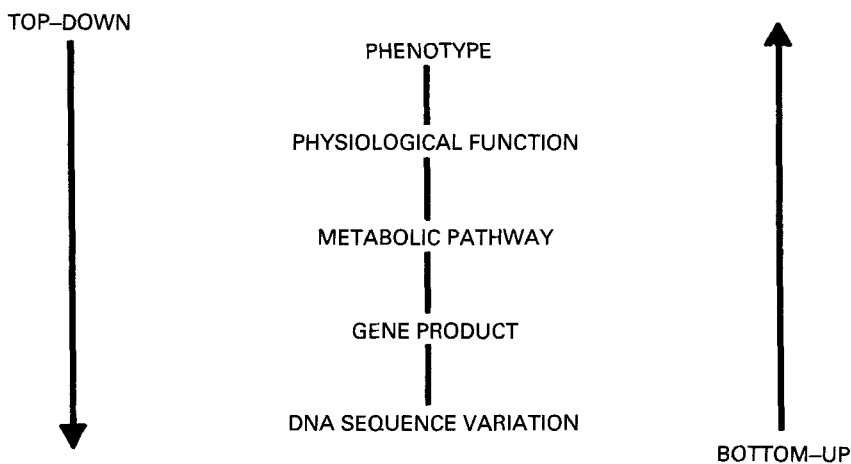 TOP–DOWN
PHENOTYPE
PHYSIOLOGICAL FUNCTION
METABOLIC PATHWAY
GENE PRODUCT
DNA SEQUENCE VARIATION
BOTTOM–UP